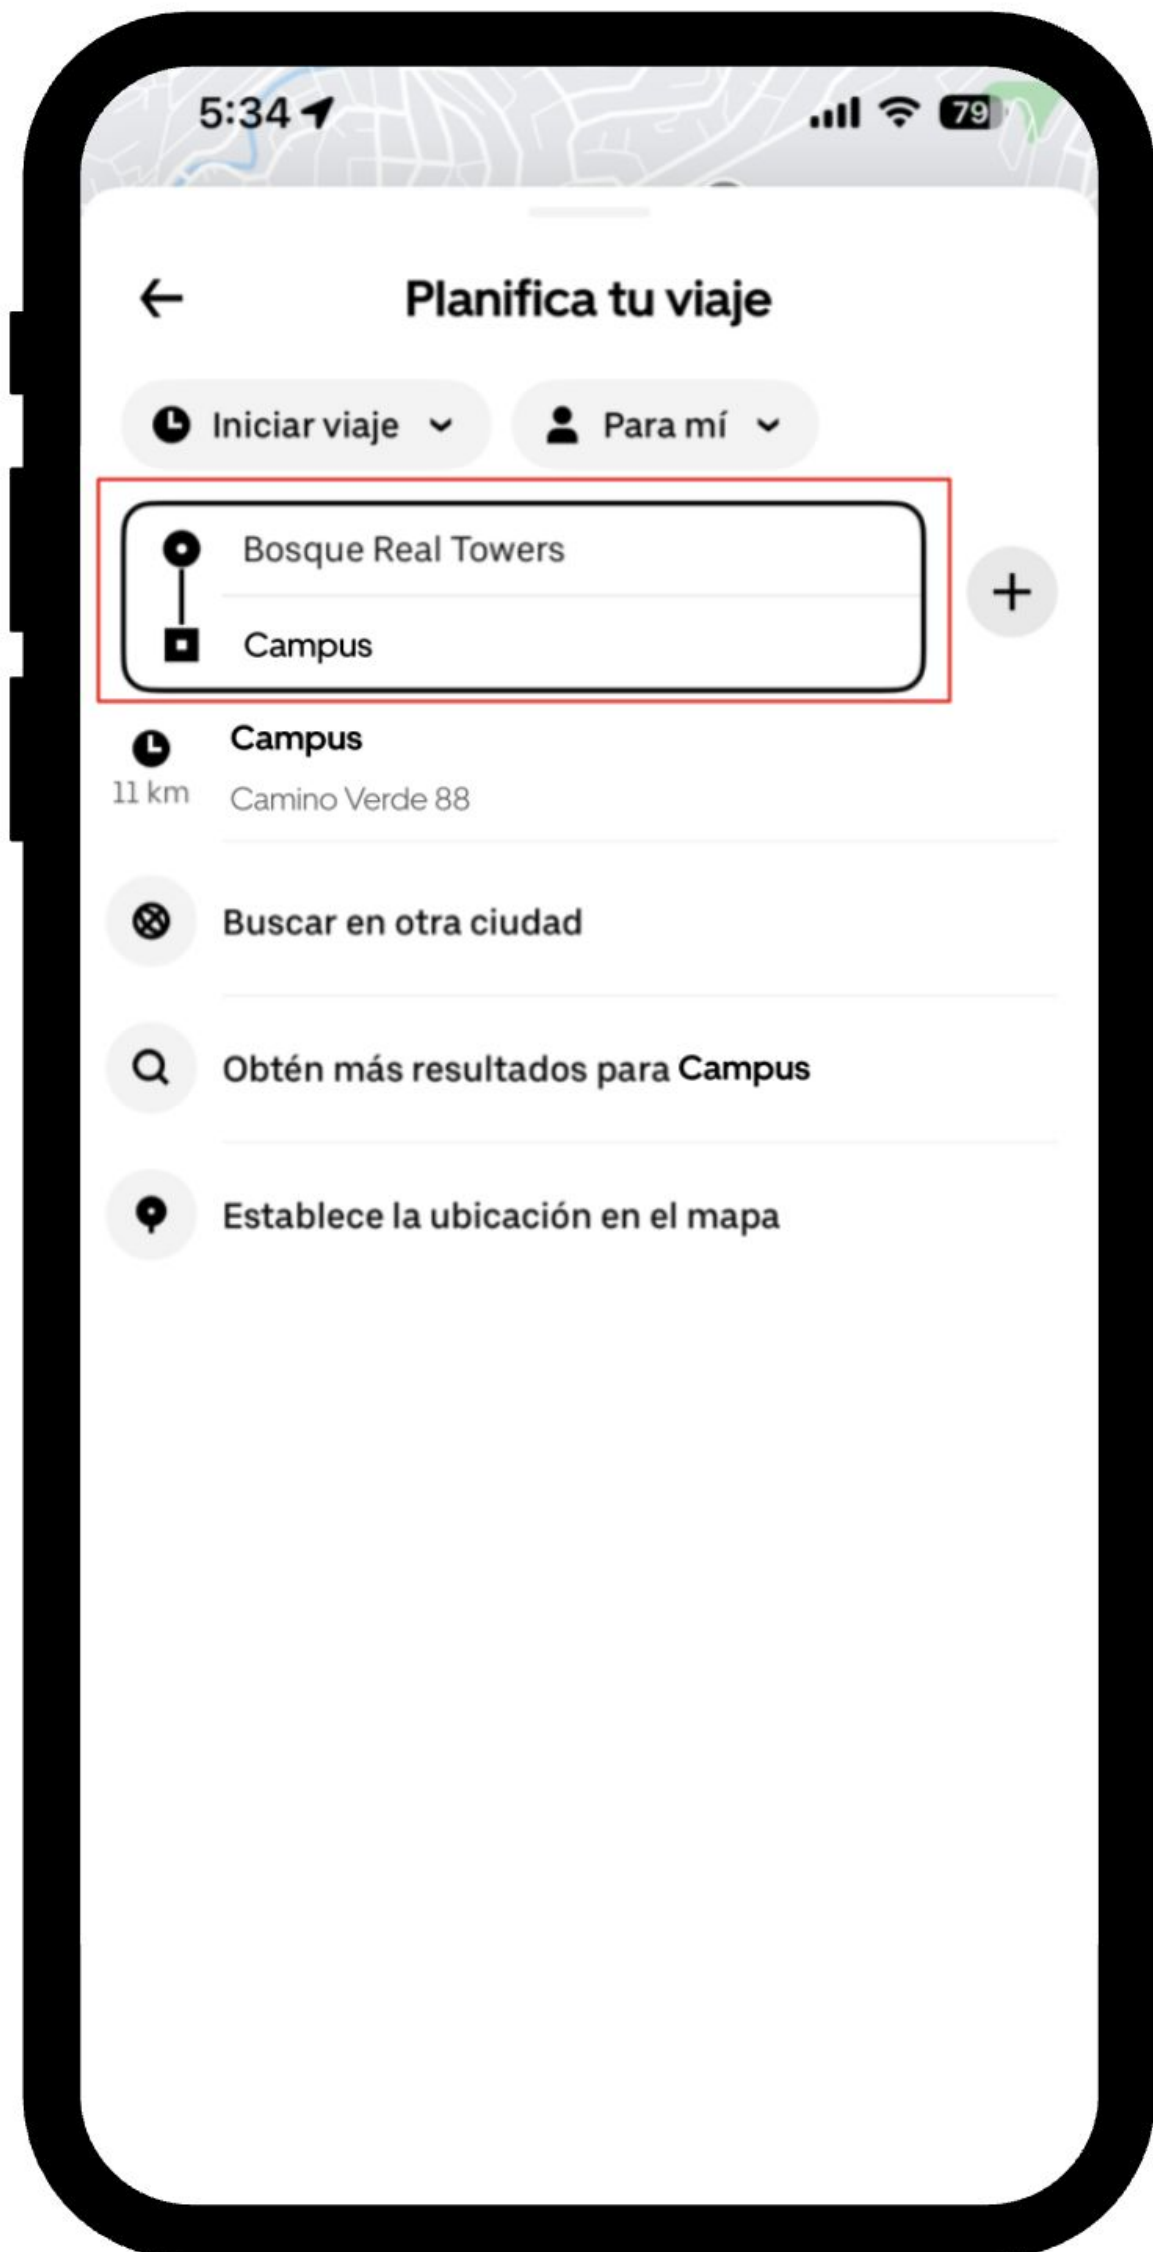 5:34
79
Planifica tu viaje
Iniciar viaje
Para mí
Bosque Real Towers
Campus
Campus
11 km
Camino Verde 88
Buscar en otra ciudad
Obtén más resultados para Campus
Establece la ubicación en el mapa